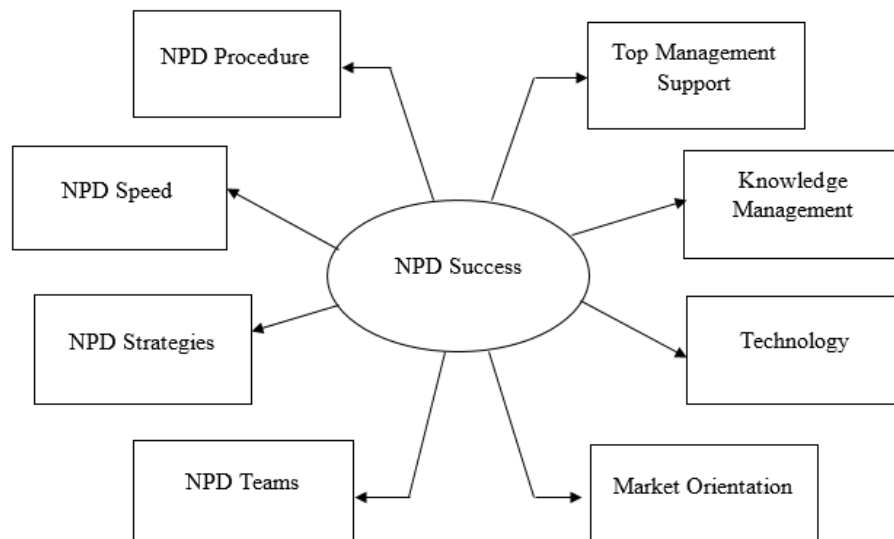 NPD Procedure
Top Management
Support
NPD Speed
Knowledge
Management
NPD Success
NPD Strategies
Technology
NPD Teams
Market Orientation